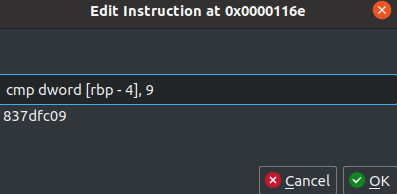 Edit Instruction at 0x0000116e
cmp dword [rbp - 4], 9
837dfc09
Cancel
OK